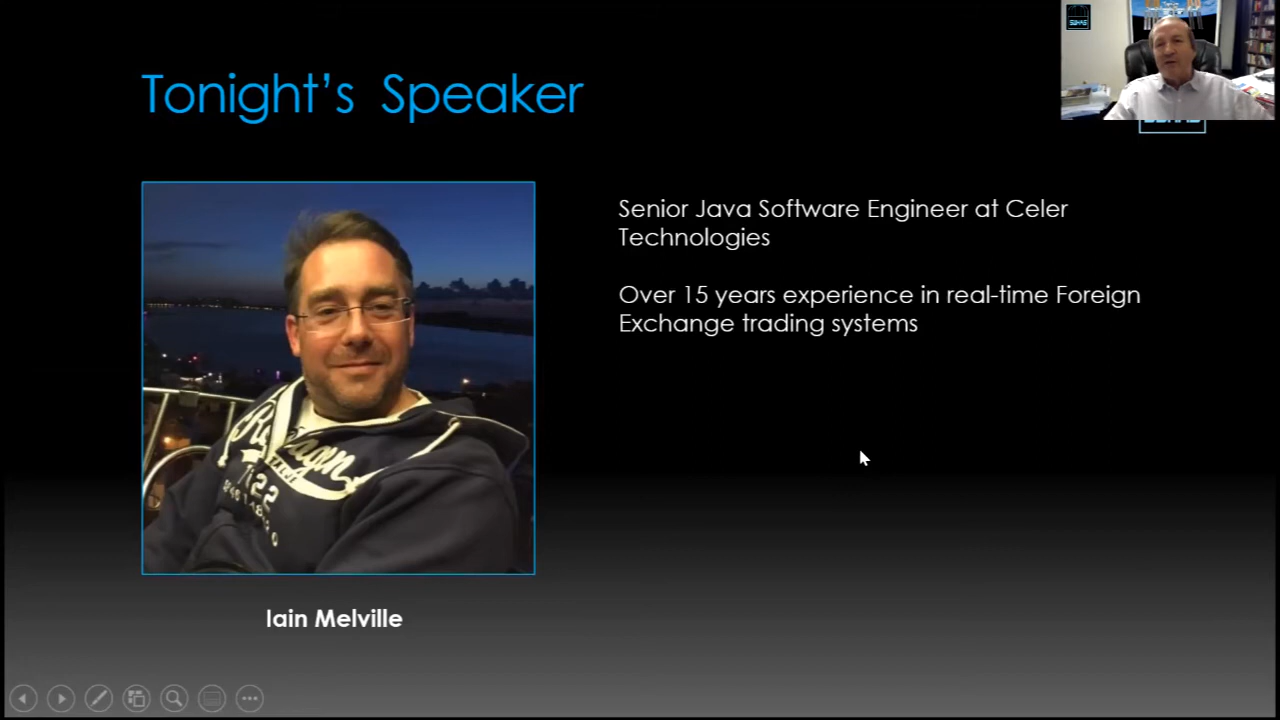 Tonight's Speaker
Senior Java Software Engineer at Celer
Technologies
Over 15 years experience in real-time Foreign
Exchange trading systems
Iain Melville